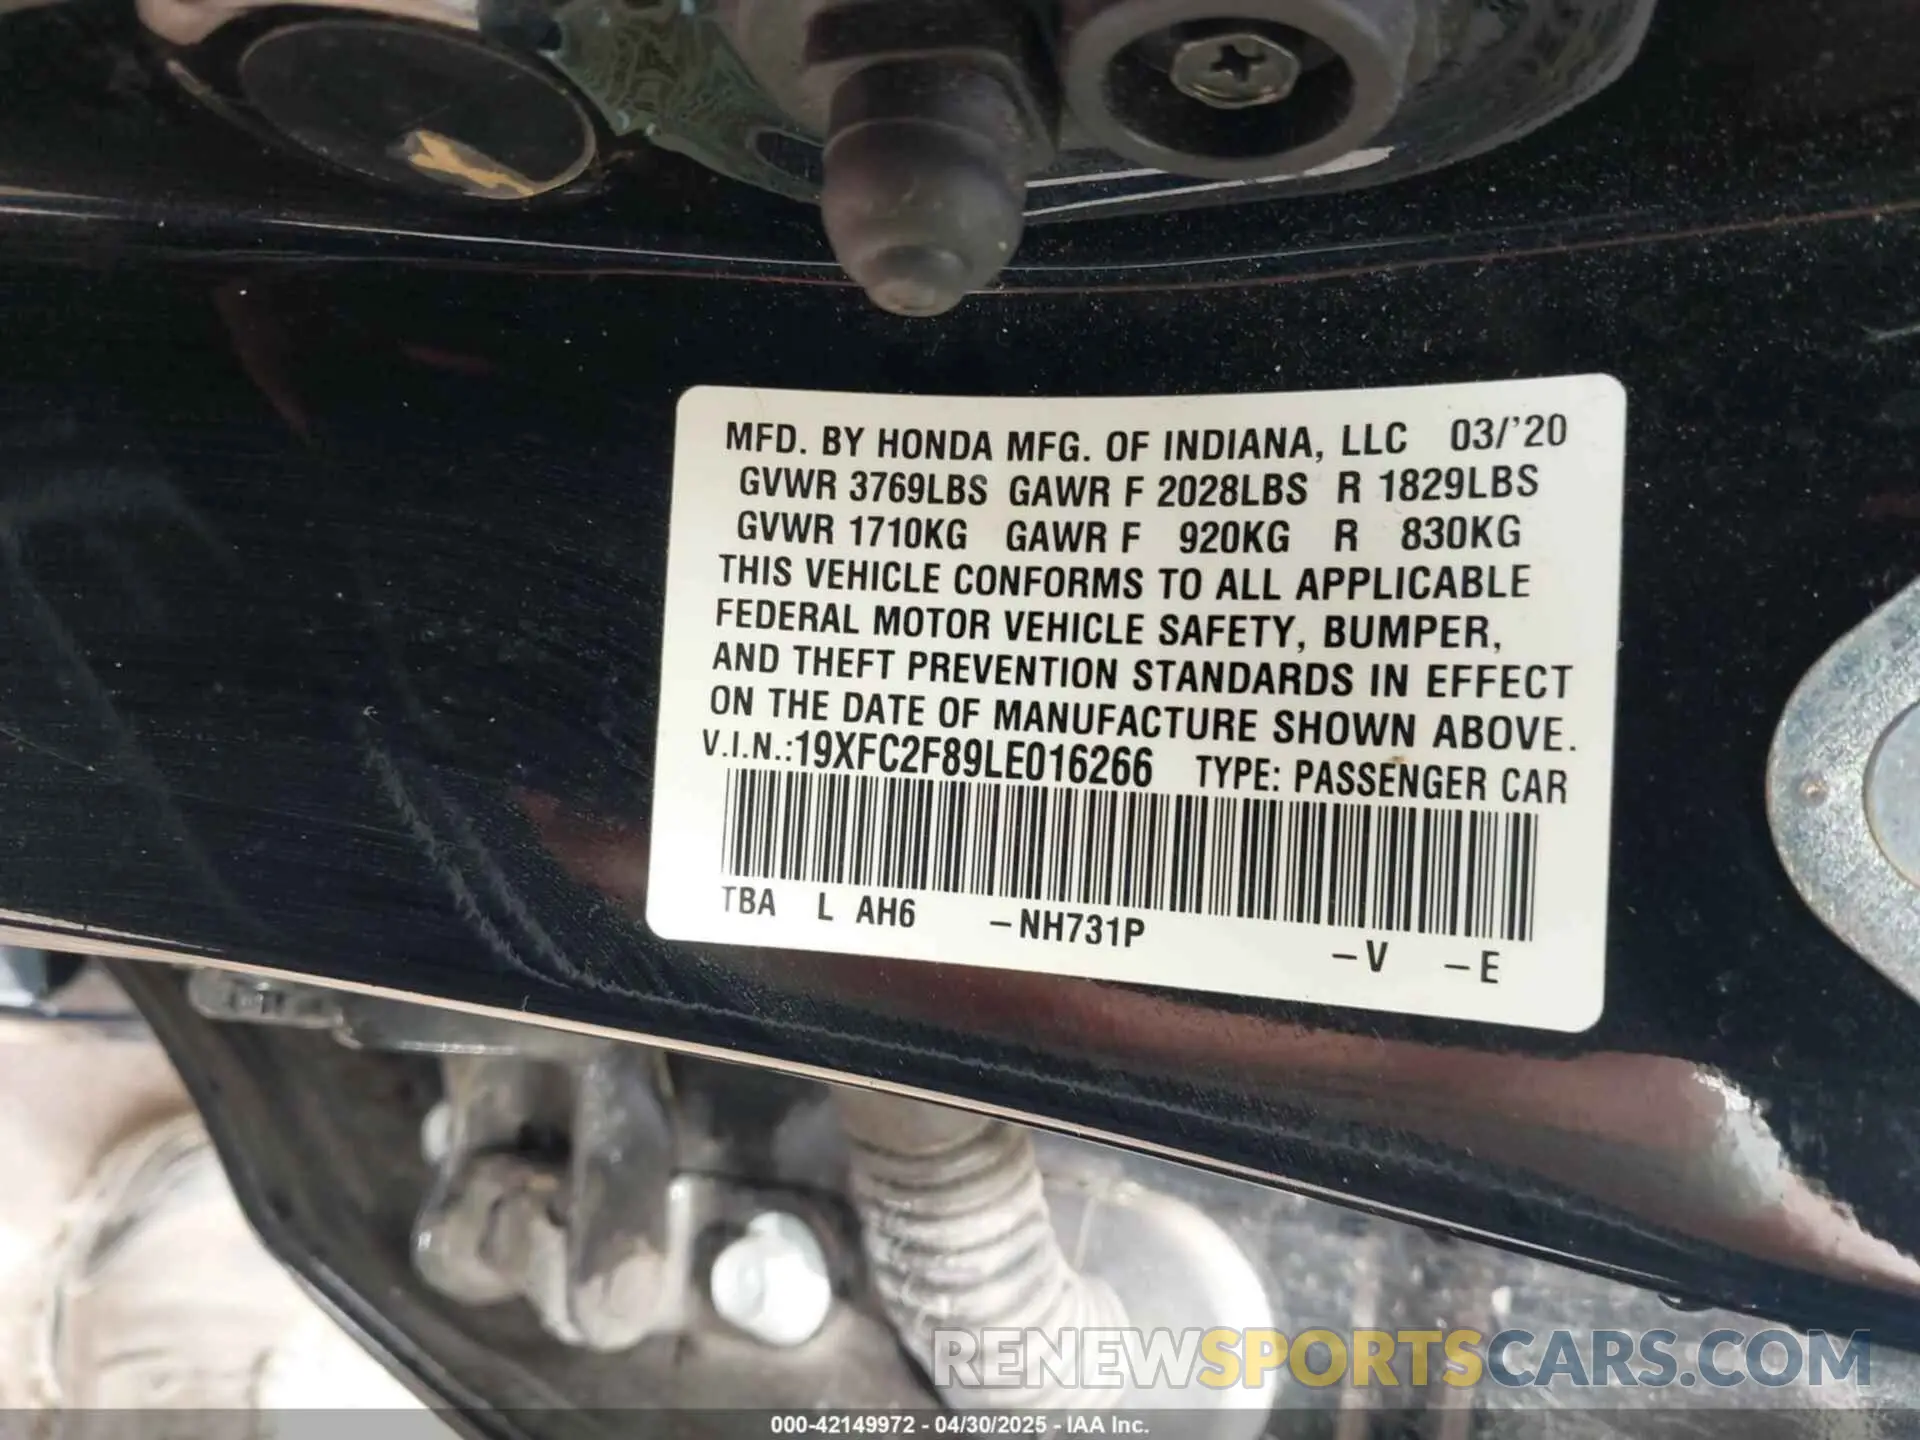 MFD. BY HONDA MFG. OF INDIANA, LLC 03/'20
GVWR 3769LBS GAWR F 2028LBS R 1829LBS
GVWR 1710KG GAWR F 920KG R 830KG
THIS VEHICLE CONFORMS TO ALL APPLICABLE
FEDERAL MOTOR VEHICLE SAFETY, BUMPER,
AND THEFT PREVENTION STANDARDS IN EFFECT
ON THE DATE OF MANUFACTURE SHOWN ABOVE.
V.I.N.:19XFC2F89LE016266 TYPE: PASSENGER CAR
TBA L AH6 –NH731P –V –E
RENEWSPORTSCARS.COM
000-42149972 - 04/30/2025 - IAA Inc.